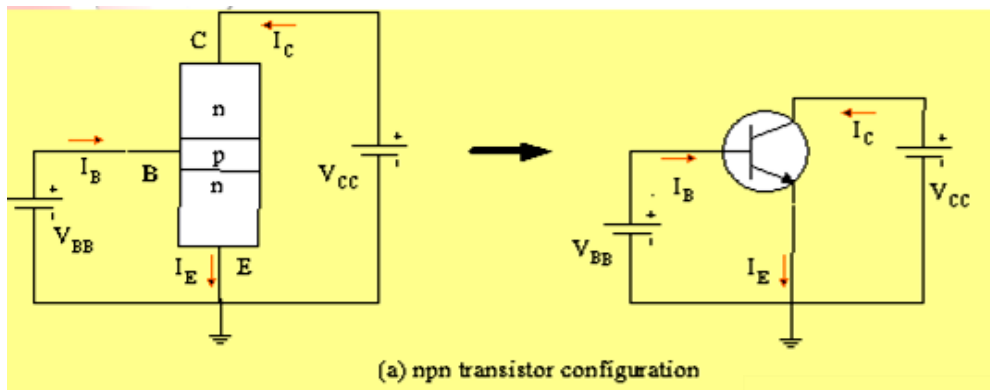 C
I_C
n
p
n
I_B
B
+
-
V_BB
+
-
V_CC
I_E
E
I_B
+
-
V_BB
I_C
+
-
V_CC
I_E
(a) npn transistor configuration